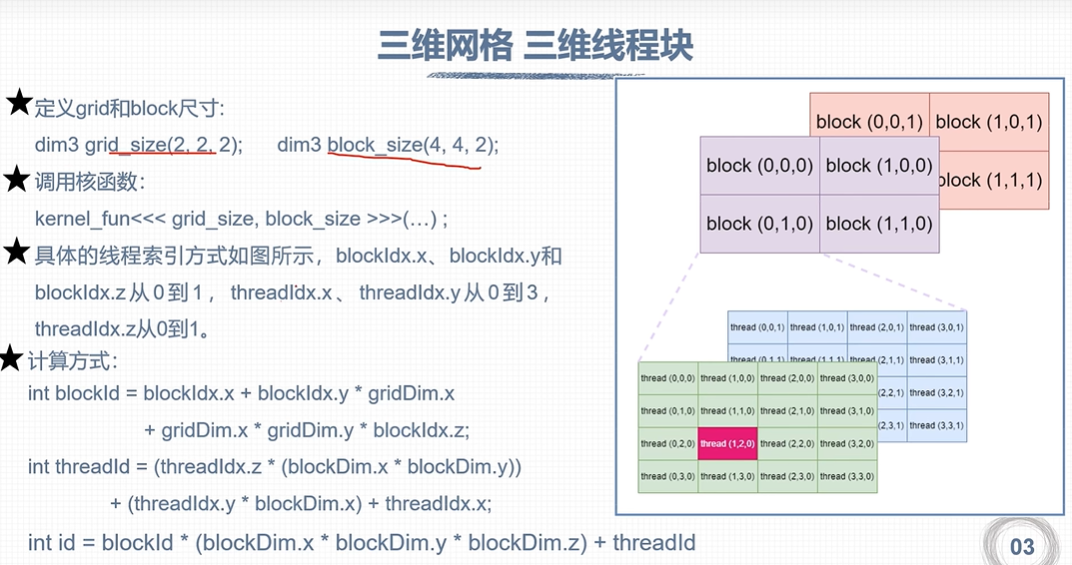 三维网格 三维线程块
定义grid和block尺寸:
dim3 grid_size(2, 2, 2); dim3 block_size(4, 4, 2);
调用核函数:
kernel_fun<<< grid_size, block_size >>>(…) ;
具体的线程索引方式如图所示，blockIdx.x、blockIdx.y和
blockIdx.z从0到1，threadIdx.x、threadIdx.y从0到3，
threadIdx.z从0到1。
计算方式:
int blockId = blockIdx.x + blockIdx.y * gridDim.x
+ gridDim.x * gridDim.y * blockIdx.z;
int threadId = (threadIdx.z * (blockDim.x * blockDim.y))
+ (threadIdx.y * blockDim.x) + threadIdx.x;
int id = blockId * (blockDim.x * blockDim.y * blockDim.z) + threadId
block (0,0,1) block (1,0,1)
block (1,1,1)
block (0,0,0) block (1,0,0)
block (0,1,0) block (1,1,0)
thread (0,0,1) thread (1,0,1) thread (2,0,1) thread (3,0,1)
thread (0,1,1) thread (1,1,1) thread (2,1,1) thread (3,1,1)
(2,2,1) thread (3,2,1)
(2,3,1) thread (3,3,1)
thread (0,0,0) thread (1,0,0) thread (2,0,0) thread (3,0,0)
thread (0,1,0) thread (1,1,0) thread (2,1,0) thread (3,1,0)
thread (0,2,0) thread (1,2,0) thread (2,2,0) thread (3,2,0)
thread (0,3,0) thread (1,3,0) thread (2,3,0) thread (3,3,0)
03